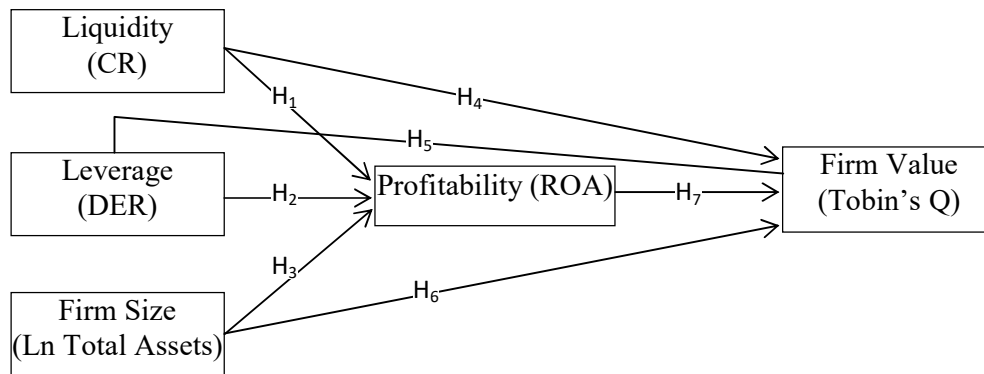 Liquidity
(CR)
H₁
H₄
H₅
Leverage
(DER)
H₂
Profitability (ROA)
H₇
Firm Value
(Tobin’s Q)
H₃
H₆
Firm Size
(Ln Total Assets)